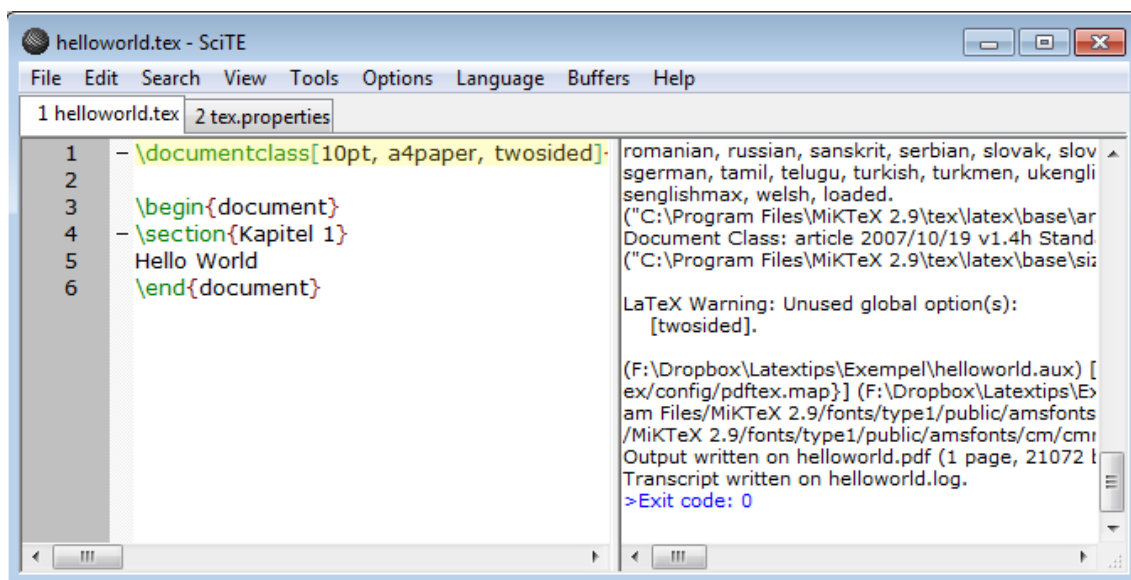 helloworld.tex - SciTE
File Edit Search View Tools Options Language Buffers Help
1 helloworld.tex 2 tex.properties
1 \documentclass[10pt, a4paper, twosided]
2
3 \begin{document}
4 \section{Kapitel 1}
5 Hello World
6 \end{document}
romanian, russian, sanskrit, serbian, slovak, slov
sgerman, tamil, telugu, turkish, turkmen, ukengli
senglishmax, welsh, loaded.
("C:\Program Files\MiKTeX 2.9\tex\latex\base\ar
Document Class: article 2007/10/19 v1.4h Stand
("C:\Program Files\MiKTeX 2.9\tex\latex\base\siz
LaTeX Warning: Unused global option(s):
[twosided].
(F:\Dropbox\Latextips\Exempel\helloworld.aux) [
ex/config/pdftex.map}] (F:\Dropbox\Latextips\Ex
am Files/MiKTeX 2.9/fonts/type1/public/amsfonts
/MiKTeX 2.9/fonts/type1/public/amsfonts/cm/cmr
Output written on helloworld.pdf (1 page, 21072 b
Transcript written on helloworld.log.
>Exit code: 0